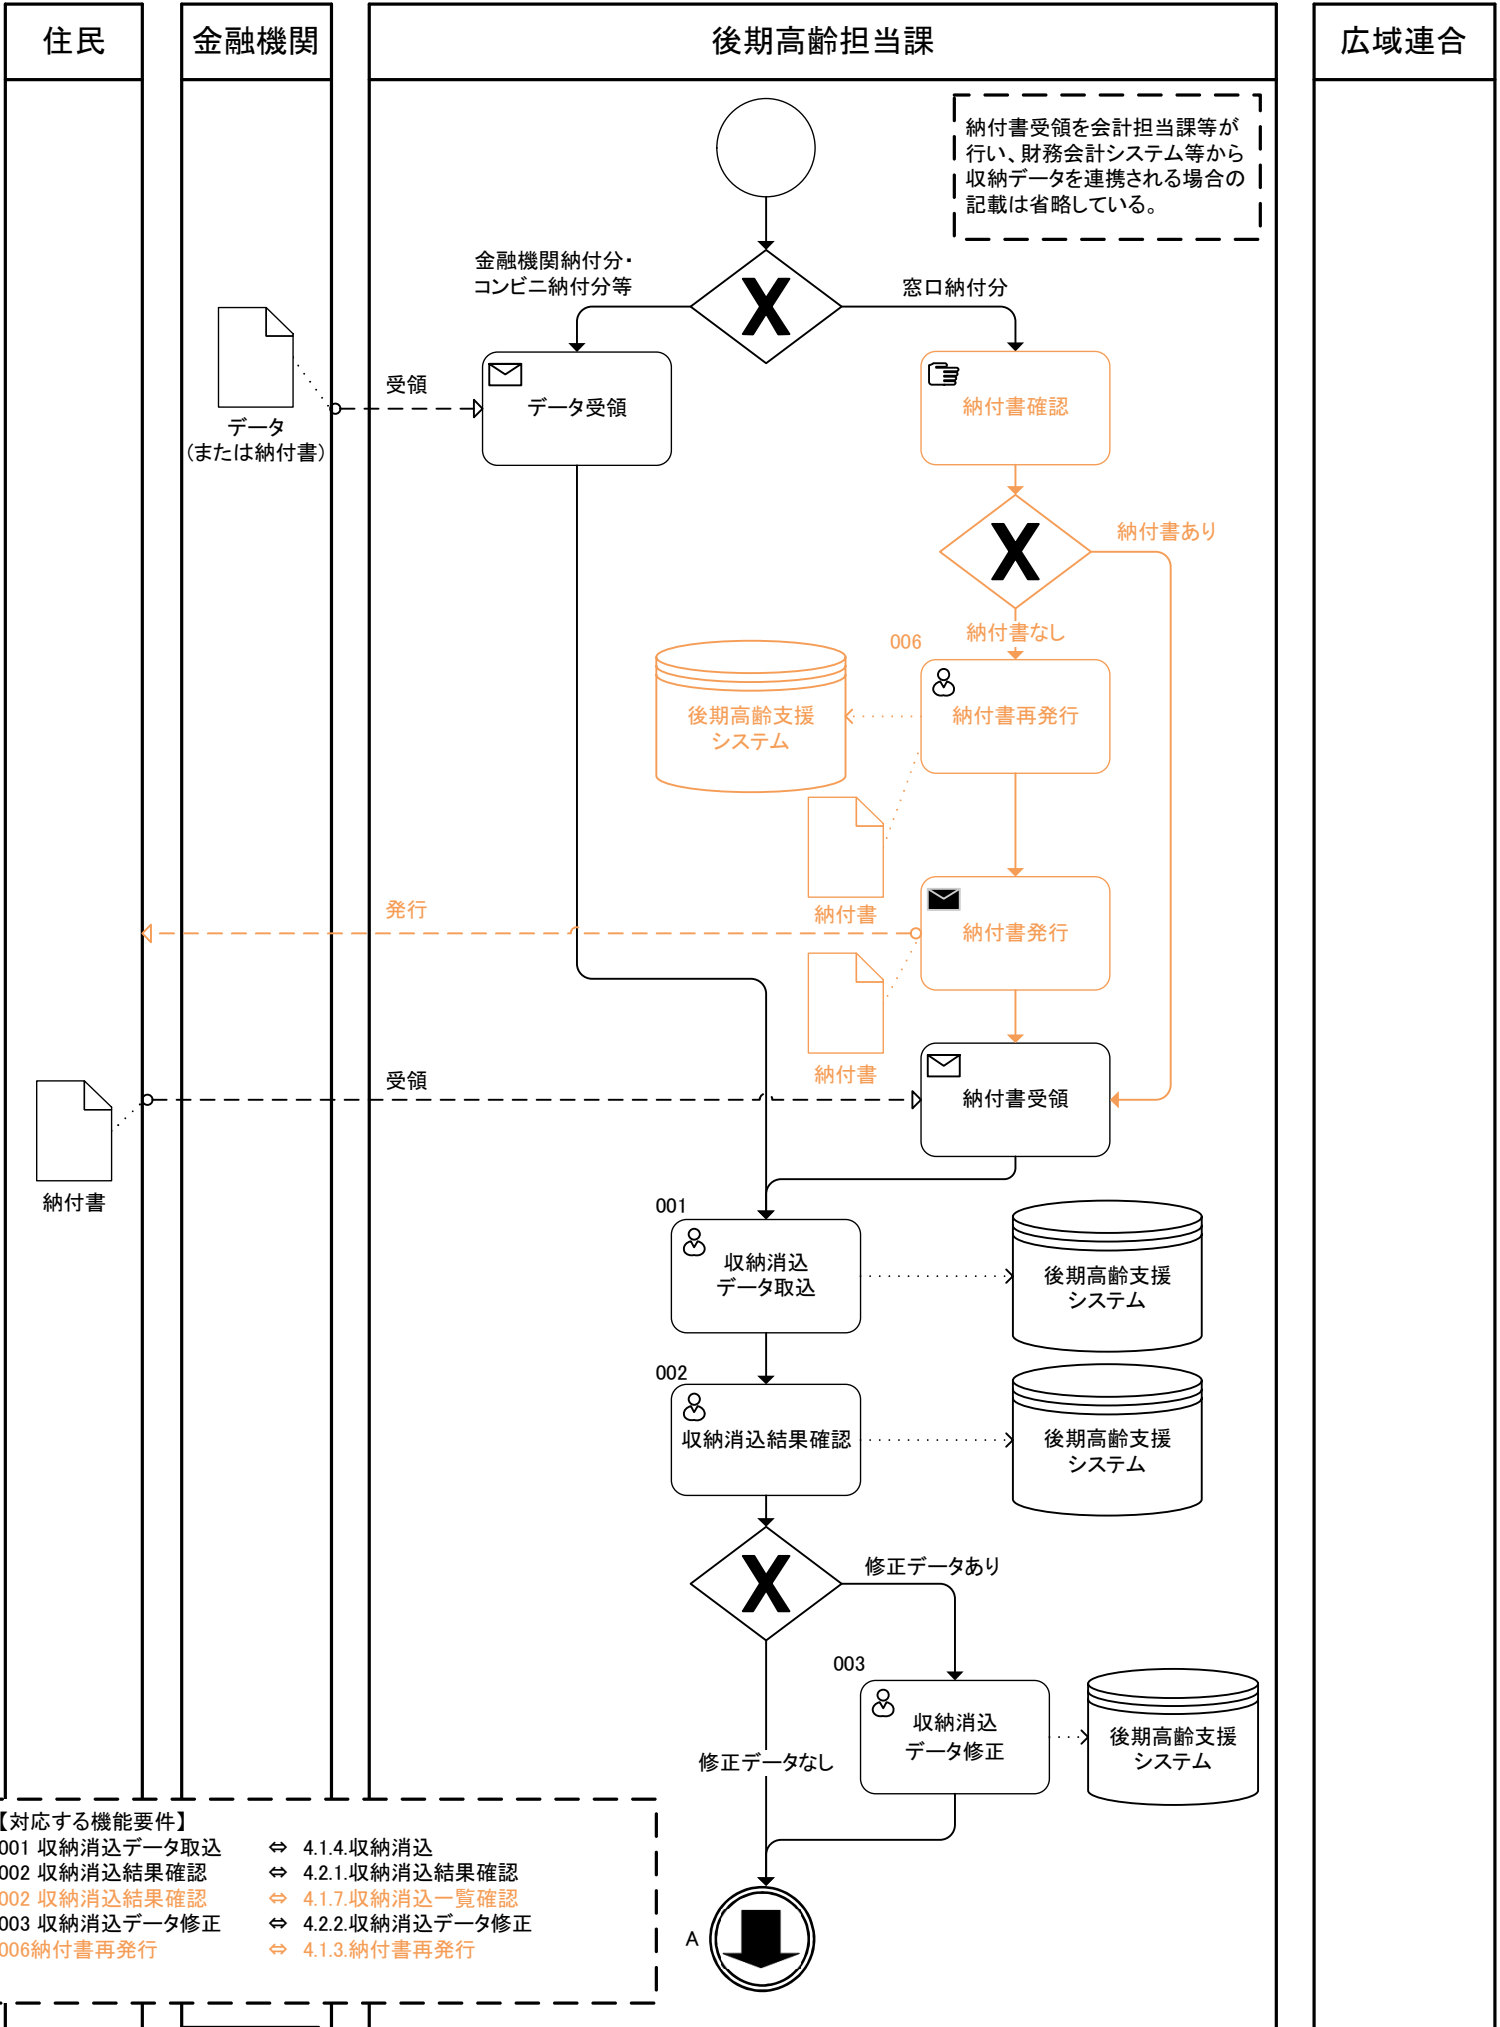 住民
金融機関
後期高齢担当課
広域連合
納付書受領を会計担当課等が
行い、財務会計システム等から
収納データを連携される場合の
記載は省略している。
金融機関納付分・
コンビニ納付分等
X
窓口納付分
データ
(または納付書)
受領
データ受領
納付書確認
X
納付書あり
納付書なし
006
後期高齢支援
システム
納付書再発行
納付書
発行
納付書発行
納付書
受領
納付書受領
納付書
001
収納消込
データ取込
後期高齢支援
システム
002
収納消込結果確認
後期高齢支援
システム
X
修正データあり
003
収納消込
データ修正
後期高齢支援
システム
修正データなし
【対応する機能要件】
001 収納消込データ取込 ⇔ 4.1.4.収納消込
002 収納消込結果確認 ⇔ 4.2.1.収納消込結果確認
002 収納消込結果確認 ⇔ 4.1.7.収納消込一覧確認
003 収納消込データ修正 ⇔ 4.2.2.収納消込データ修正
006納付書再発行 ⇔ 4.1.3.納付書再発行
A